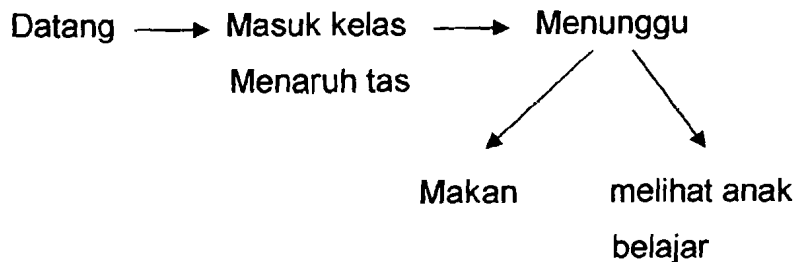 Datang Masuk kelas Menunggu
Menaruh tas
Makan melihat anak
belajar